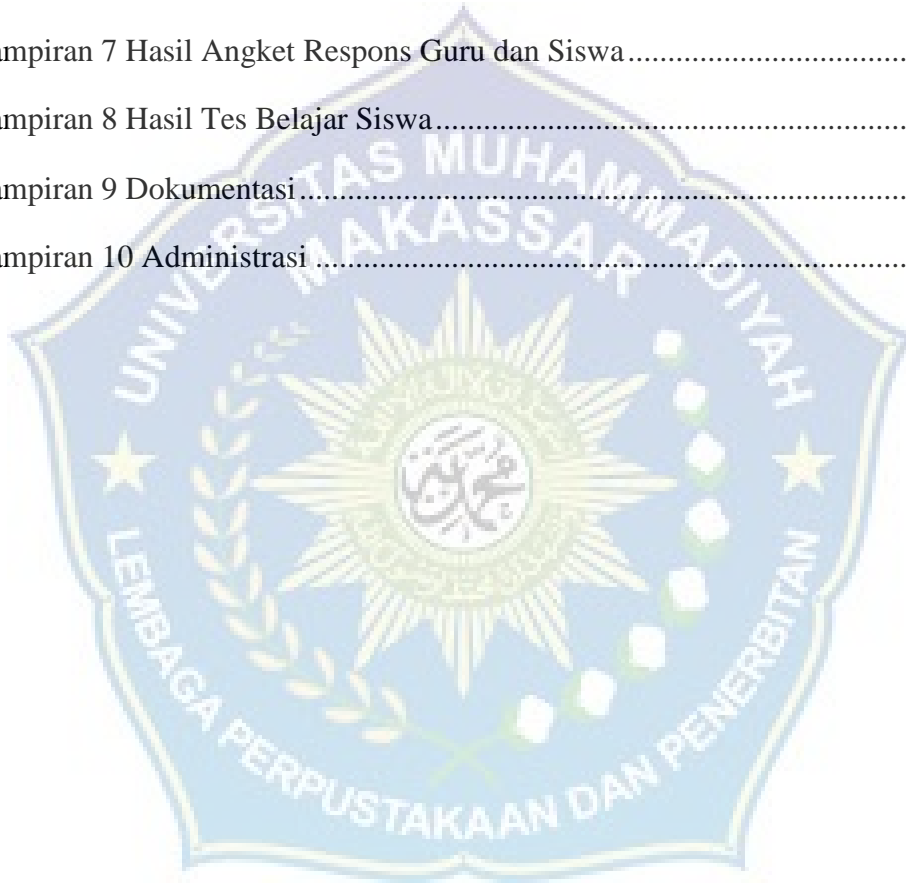 ampiran 7 Hasil Angket Respons Guru dan Siswa...................................
ampiran 8 Hasil Tes Belajar Siswa...........................................................
ampiran 9 Dokumentasi............................................................................
ampiran 10 Administrasi ..........................................................................
UNIVERSITAS MUHAMMADIYAH
MAKASSAR
LEMBAGA PERPUSTAKAAN DAN PENERBITAN